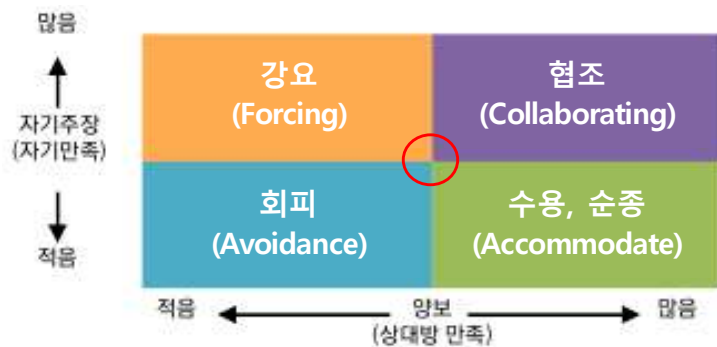 많음
강요
(Forcing)
협조
(Collaborating)
자기주장
(자기만족)
회피
(Avoidance)
수용, 순종
(Accommodate)
적음
적음
양보
(상대방 만족)
많음